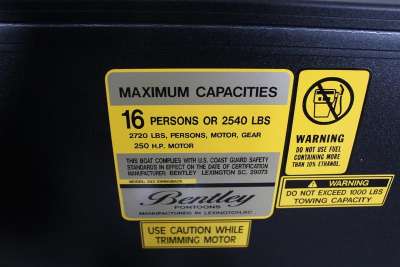 MAXIMUM CAPACITIES
16 PERSONS OR 2540 LBS
2720 LBS, PERSONS, MOTOR, GEAR
250 H.P. MOTOR
THIS BOAT COMPLIES WITH U.S. COAST GUARD SAFETY
STANDARDS IN EFFECT ON THE DATE OF CERTIFICATION
MANUFACTURER: BENTLEY LEXINGTON SC. 29073
Bentley
PONTOONS
MANUFACTURED IN LEXINGTON, SC
USE CAUTION WHILE
TRIMMING MOTOR
WARNING
DO NOT USE FUEL
CONTAINING MORE
THAN 10% ETHANOL.
WARNING
DO NOT EXCEED 1000 LBS
TOWING CAPACITY